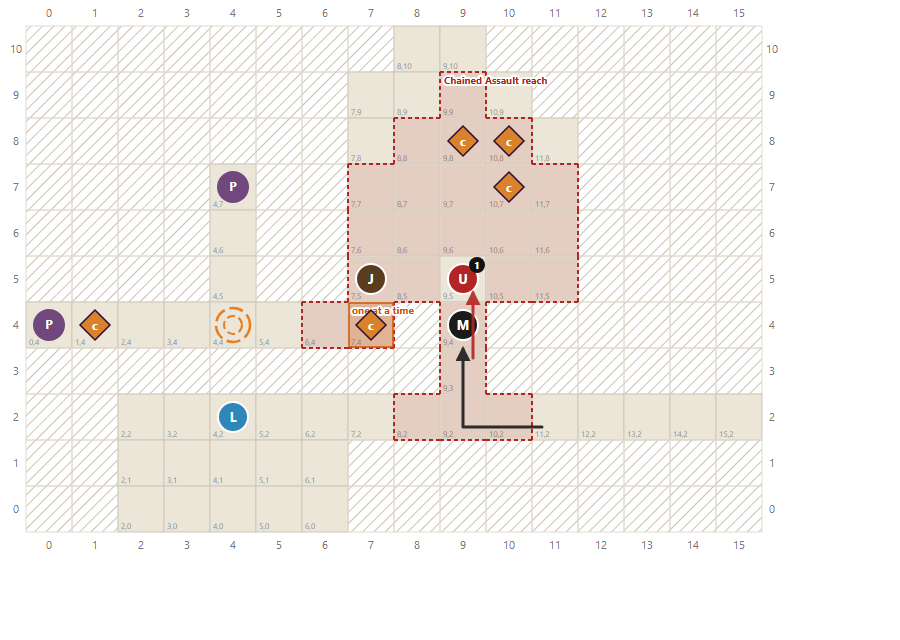 0 1 2 3 4 5 6 7 8 9 10 11 12 13 14 15
10 8,10 9,10 10
Chained Assault reach
9 7,9 8,9 9,9 10,9 9
c c
8 7,8 8,8 9,8 10,8 11,8 8
P c
7 4,7 7,7 8,7 9,7 10,7 11,7 7
6 4,6 7,6 8,6 9,6 10,6 11,6 6
1
J U
5 4,5 7,5 8,5 9,5 10,5 11,5 5
one at a time
P c c M
4 0,4 1,4 2,4 3,4 4,4 5,4 6,4 7,4 9,4 4
3 9,3 3
L
2 2,2 3,2 4,2 5,2 6,2 7,2 8,2 9,2 10,2 11,2 12,2 13,2 14,2 15,2 2
1 2,1 3,1 4,1 5,1 6,1 1
0 2,0 3,0 4,0 5,0 6,0 0
0 1 2 3 4 5 6 7 8 9 10 11 12 13 14 15